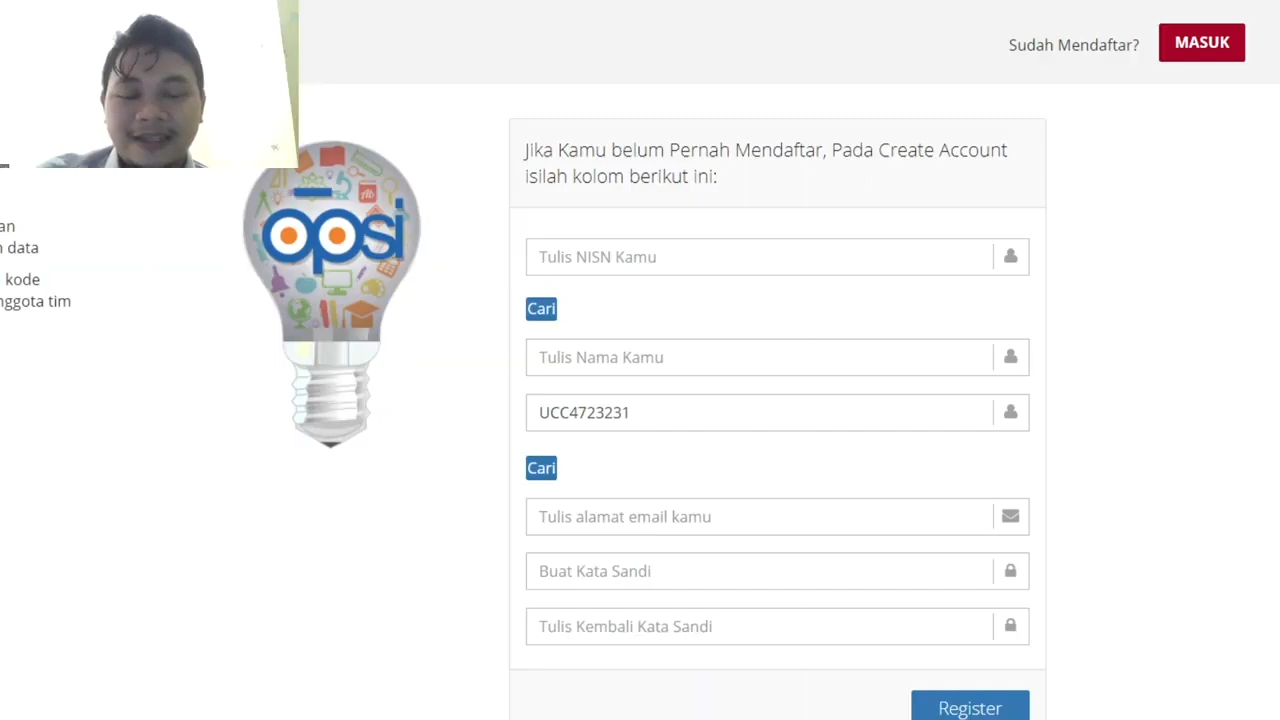 Sudah Mendaftar?
MASUK
Jika Kamu belum Pernah Mendaftar, Pada Create Account
isilah kolom berikut ini:
an
n data
kode
nggota tim
Ab
opsi
Tulis NISN Kamu
Cari
Tulis Nama Kamu
UCC4723231
Cari
Tulis alamat email kamu
Buat Kata Sandi
Tulis Kembali Kata Sandi
Register